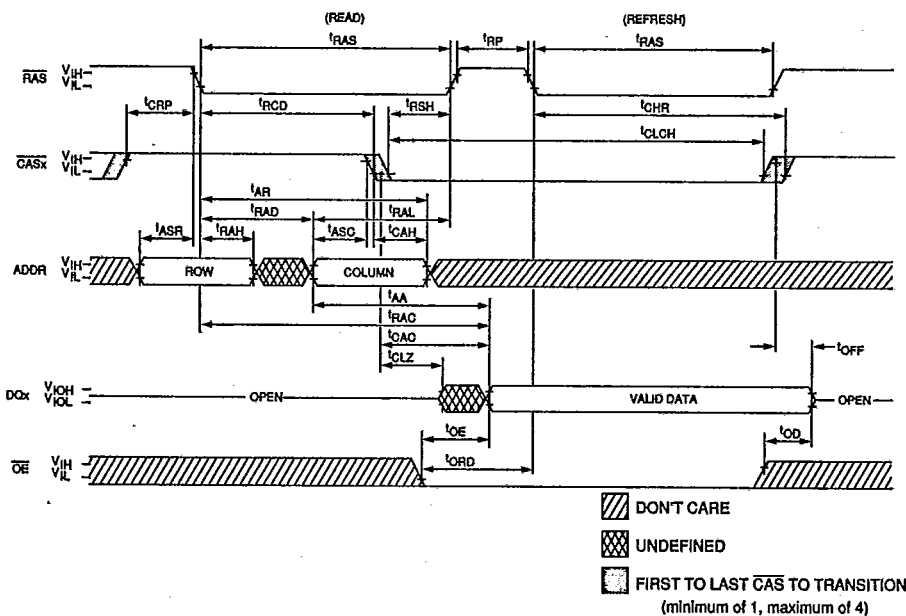 (READ) (REFRESH)
tRAS tRP tRAS
RAS VIH VIL
tCRP tRCD tRSH tCHR
tCLCH
CASx VIH VIL
tAR
tRAD tRAL
tASR tRAH tASC tCAH
ADDR VIH VIL ROW COLUMN
tAA
tRAC
tCAC
tCLZ tOFF
DQx VIOH VIOL OPEN VALID DATA OPEN
tOE tOD
tORD
OE VIH VIL
DON'T CARE
UNDEFINED
FIRST TO LAST CAS TO TRANSITION
(minimum of 1, maximum of 4)